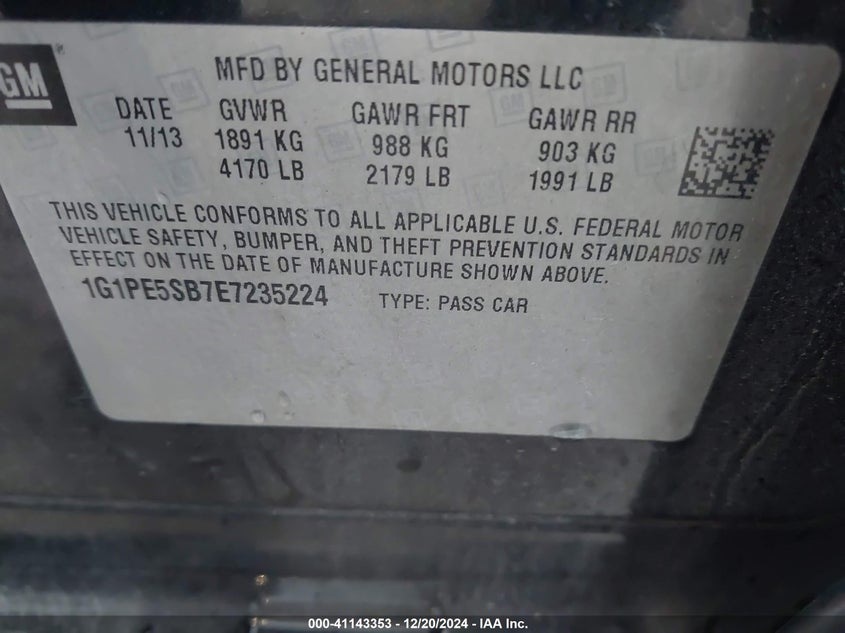 GM®
MFD BY GENERAL MOTORS LLC
DATE GVWR GAWR FRT GAWR RR
11/13 1891 KG 988 KG 903 KG
4170 LB 2179 LB 1991 LB
THIS VEHICLE CONFORMS TO ALL APPLICABLE U.S. FEDERAL MOTOR
VEHICLE SAFETY, BUMPER, AND THEFT PREVENTION STANDARDS IN
EFFECT ON THE DATE OF MANUFACTURE SHOWN ABOVE.
1G1PE5SB7E7235224 TYPE: PASS CAR
000-41143353 - 12/20/2024 - IAA Inc.